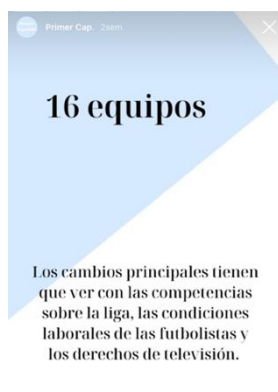 Primer Cap. 2sem
16 equipos
Los cambios principales tienen
que ver con las competencias
sobre la liga, las condiciones
laborales de las futbolistas y
los derechos de televisión.